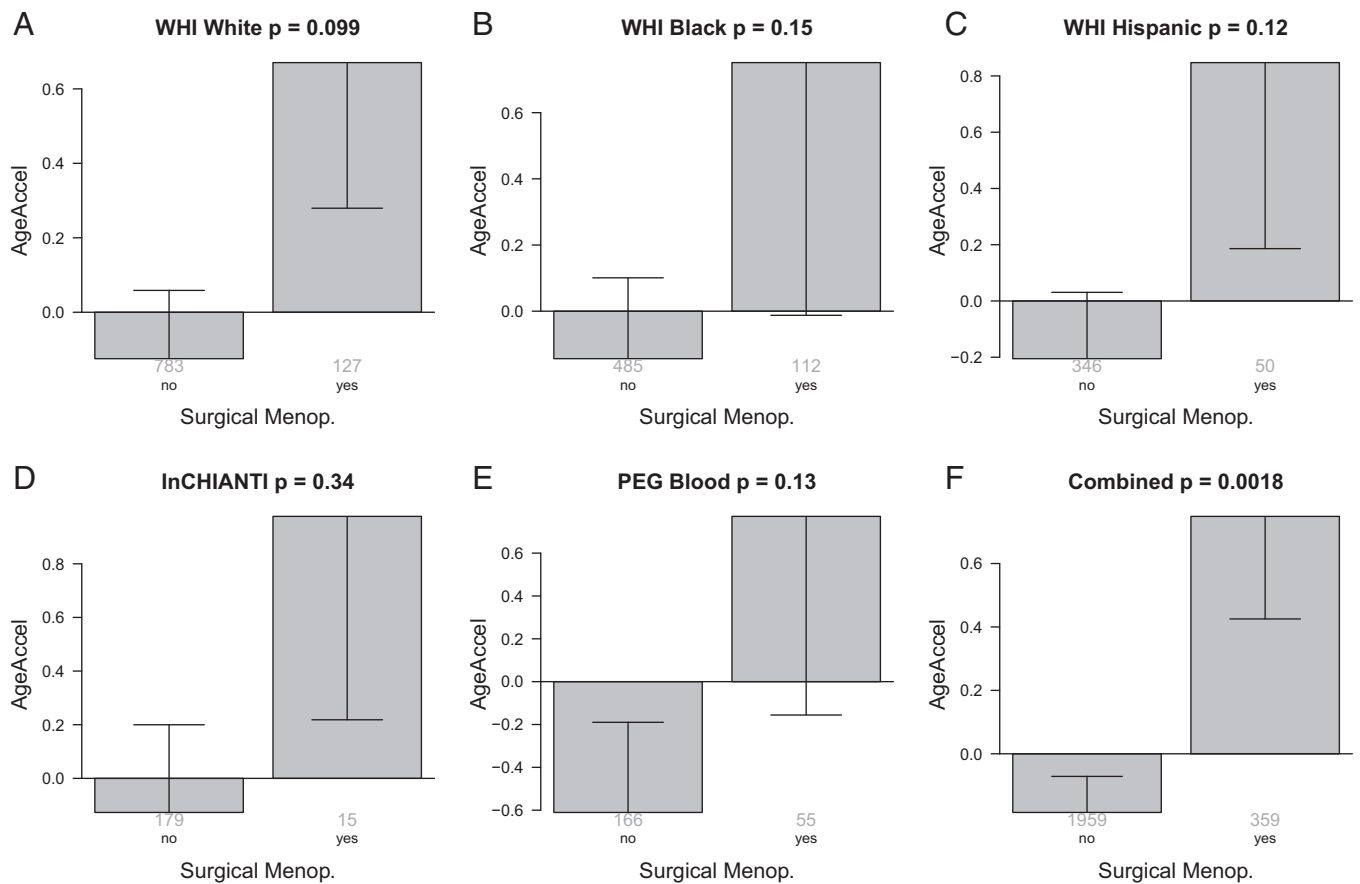 A
WHI White p = 0.099
AgeAccel
0.6
0.4
0.2
0.0
783
127
no
yes
Surgical Menop.
B
WHI Black p = 0.15
AgeAccel
0.6
0.4
0.2
0.0
485
112
no
yes
Surgical Menop.
C
WHI Hispanic p = 0.12
AgeAccel
0.8
0.6
0.4
0.2
0.0
−0.2
346
50
no
yes
Surgical Menop.
D
InCHIANTI p = 0.34
AgeAccel
0.8
0.6
0.4
0.2
0.0
179
15
no
yes
Surgical Menop.
E
PEG Blood p = 0.13
AgeAccel
0.6
0.4
0.2
0.0
−0.2
−0.4
−0.6
166
55
no
yes
Surgical Menop.
F
Combined p = 0.0018
AgeAccel
0.6
0.4
0.2
0.0
1959
359
no
yes
Surgical Menop.